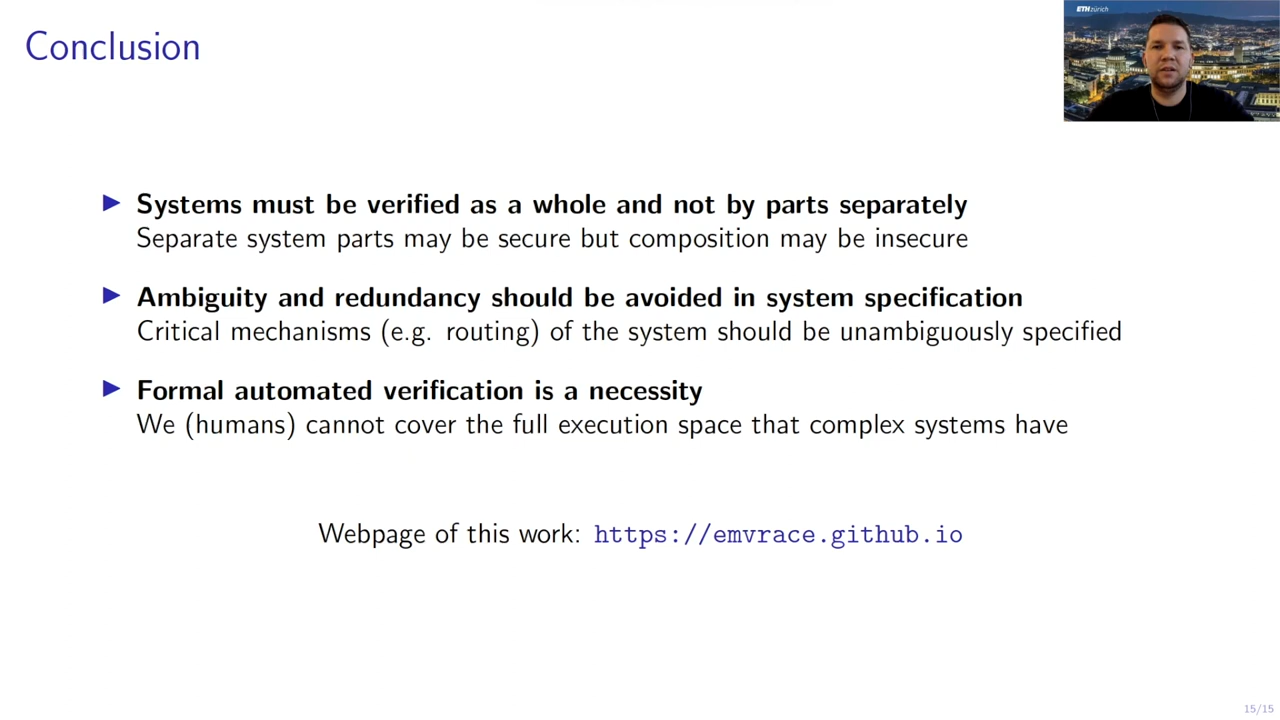 Conclusion
ETH zürich
Systems must be verified as a whole and not by parts separately
Separate system parts may be secure but composition may be insecure
Ambiguity and redundancy should be avoided in system specification
Critical mechanisms (e.g. routing) of the system should be unambiguously specified
Formal automated verification is a necessity
We (humans) cannot cover the full execution space that complex systems have
Webpage of this work: https://emvrace.github.io
15/15